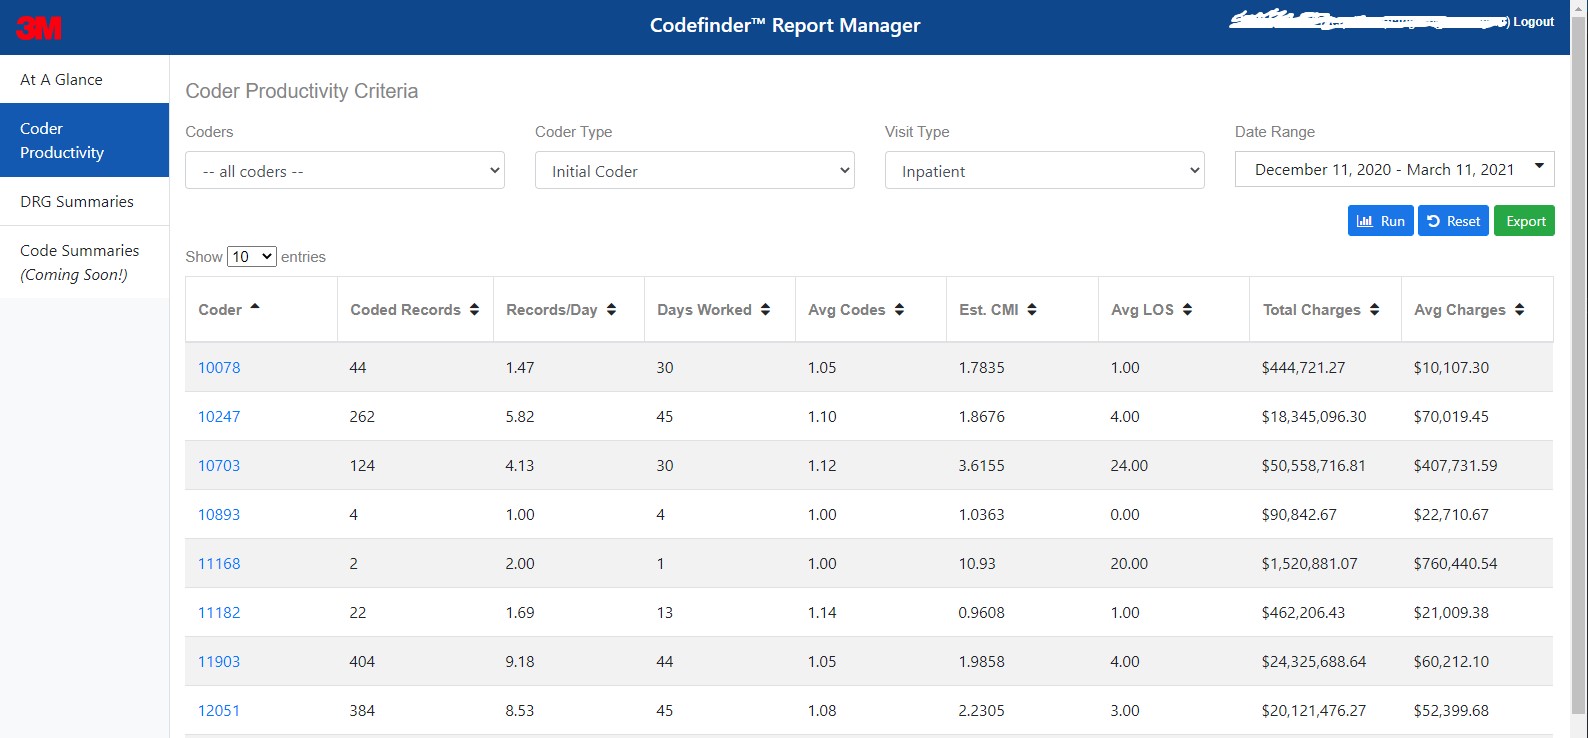 3M
Codefinder™ Report Manager
) Logout
At A Glance
Coder
Productivity
DRG Summaries
Code Summaries
(Coming Soon!)
Coder Productivity Criteria
Coders Coder Type Visit Type Date Range
-- all coders -- Initial Coder Inpatient December 11, 2020 - March 11, 2021
Run Reset Export
Show 10 entries
Coder Coded Records Records/Day Days Worked Avg Codes Est. CMI Avg LOS Total Charges Avg Charges
10078 44 1.47 30 1.05 1.7835 1.00 $444,721.27 $10,107.30
10247 262 5.82 45 1.10 1.8676 4.00 $18,345,096.30 $70,019.45
10703 124 4.13 30 1.12 3.6155 24.00 $50,558,716.81 $407,731.59
10893 4 1.00 4 1.00 1.0363 0.00 $90,842.67 $22,710.67
11168 2 2.00 1 1.00 10.93 20.00 $1,520,881.07 $760,440.54
11182 22 1.69 13 1.14 0.9608 1.00 $462,206.43 $21,009.38
11903 404 9.18 44 1.05 1.9858 4.00 $24,325,688.64 $60,212.10
12051 384 8.53 45 1.08 2.2305 3.00 $20,121,476.27 $52,399.68